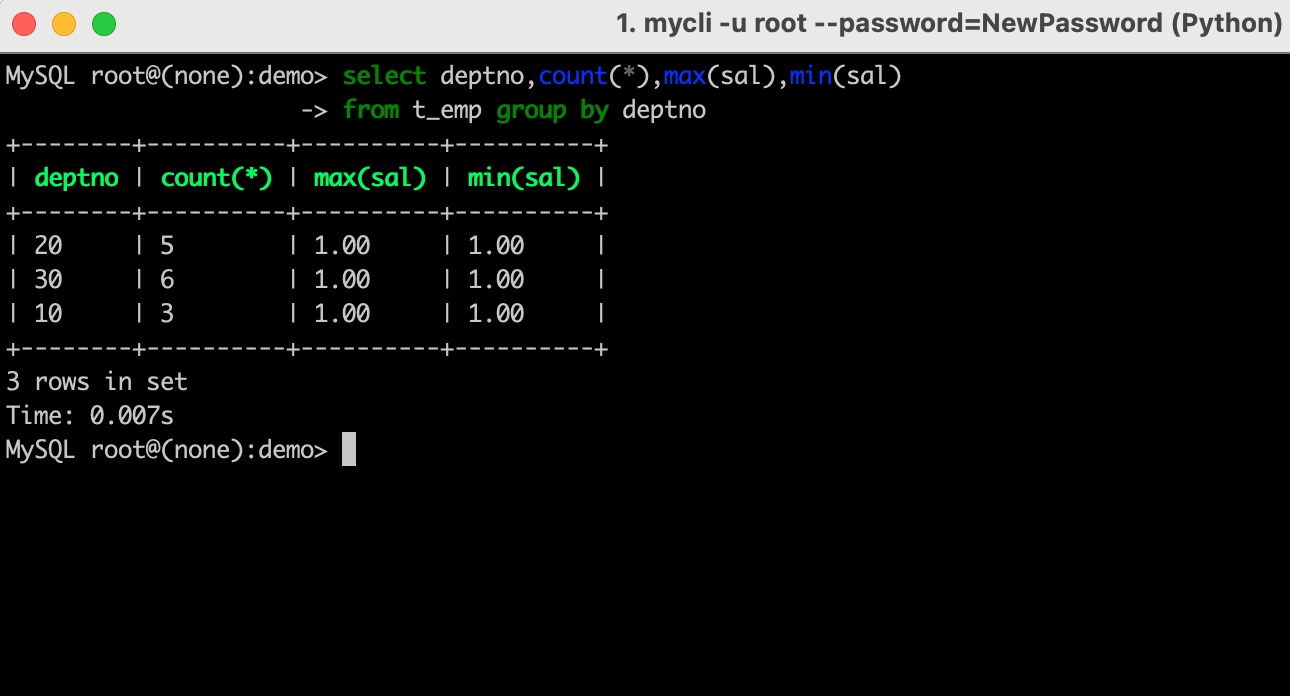 1. mycli -u root --password=NewPassword (Python)
MySQL root@(none):demo> select deptno,count(*),max(sal),min(sal)
                     -> from t_emp group by deptno
+--------+----------+----------+----------+
| deptno | count(*) | max(sal) | min(sal) |
+--------+----------+----------+----------+
| 20     | 5        | 1.00     | 1.00     |
| 30     | 6        | 1.00     | 1.00     |
| 10     | 3        | 1.00     | 1.00     |
+--------+----------+----------+----------+
3 rows in set
Time: 0.007s
MySQL root@(none):demo>